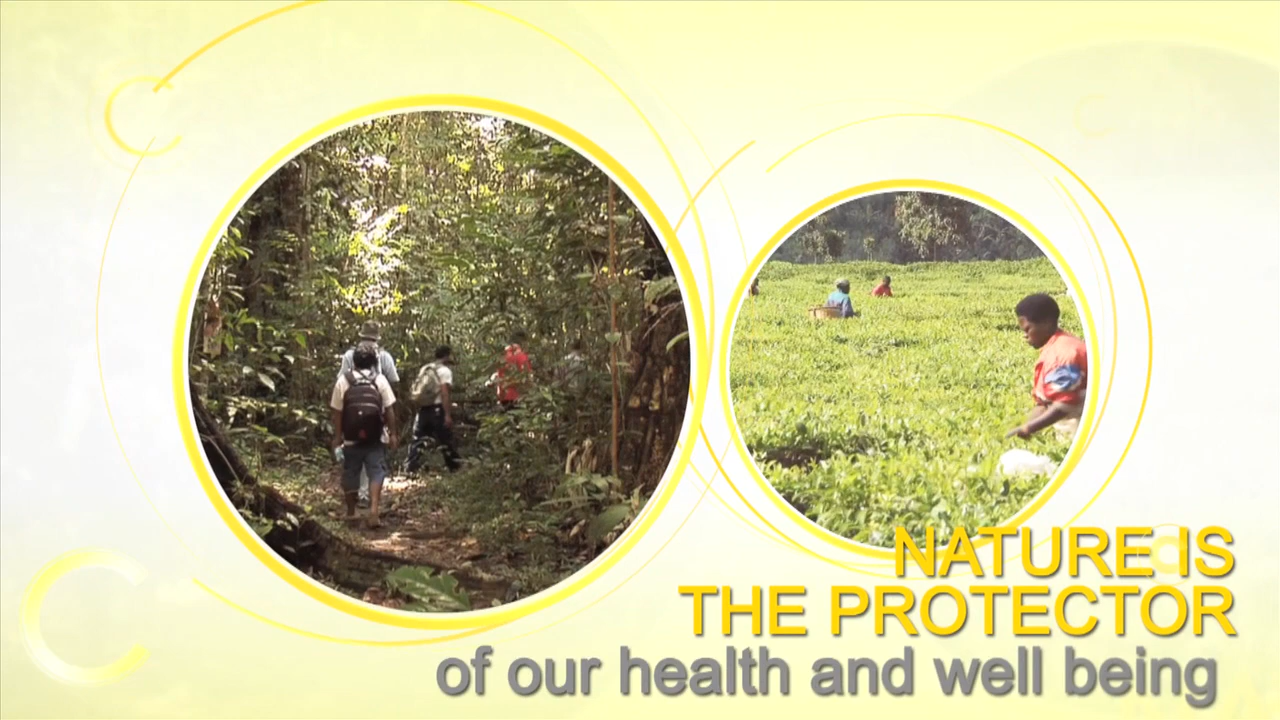 NATURE IS
THE PROTECTOR
of our health and well being